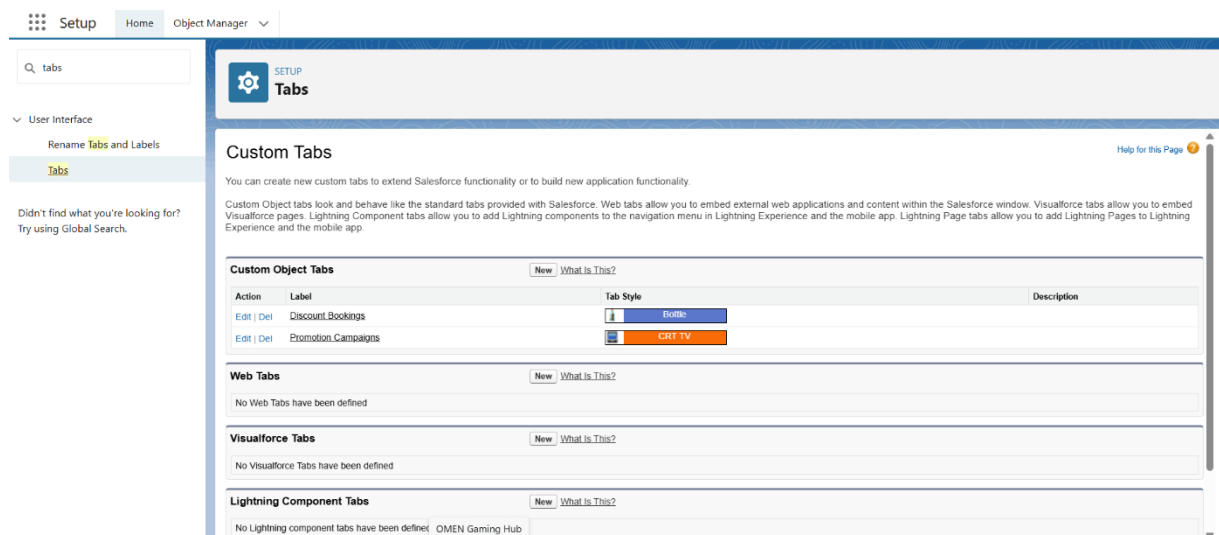 Setup Home Object Manager
tabs
User Interface
Rename Tabs and Labels
Tabs
Didn't find what you're looking for?
Try using Global Search.
SETUP
Tabs
Custom Tabs
Help for this Page ?
You can create new custom tabs to extend Salesforce functionality or to build new application functionality.
Custom Object tabs look and behave like the standard tabs provided with Salesforce. Web tabs allow you to embed external web applications and content within the Salesforce window. Visualforce tabs allow you to embed
Visualforce pages. Lightning Component tabs allow you to add Lightning components to the navigation menu in Lightning Experience and the mobile app. Lightning Page tabs allow you to add Lightning Pages to Lightning
Experience and the mobile app.
Custom Object Tabs New What Is This?
Action Label Tab Style Description
Edit | Del Discount Bookings Bottle
Edit | Del Promotion Campaigns CRT TV
Web Tabs New What Is This?
No Web Tabs have been defined
Visualforce Tabs New What Is This?
No Visualforce Tabs have been defined
Lightning Component Tabs New What Is This?
No Lightning component tabs have been defined OMEN Gaming Hub